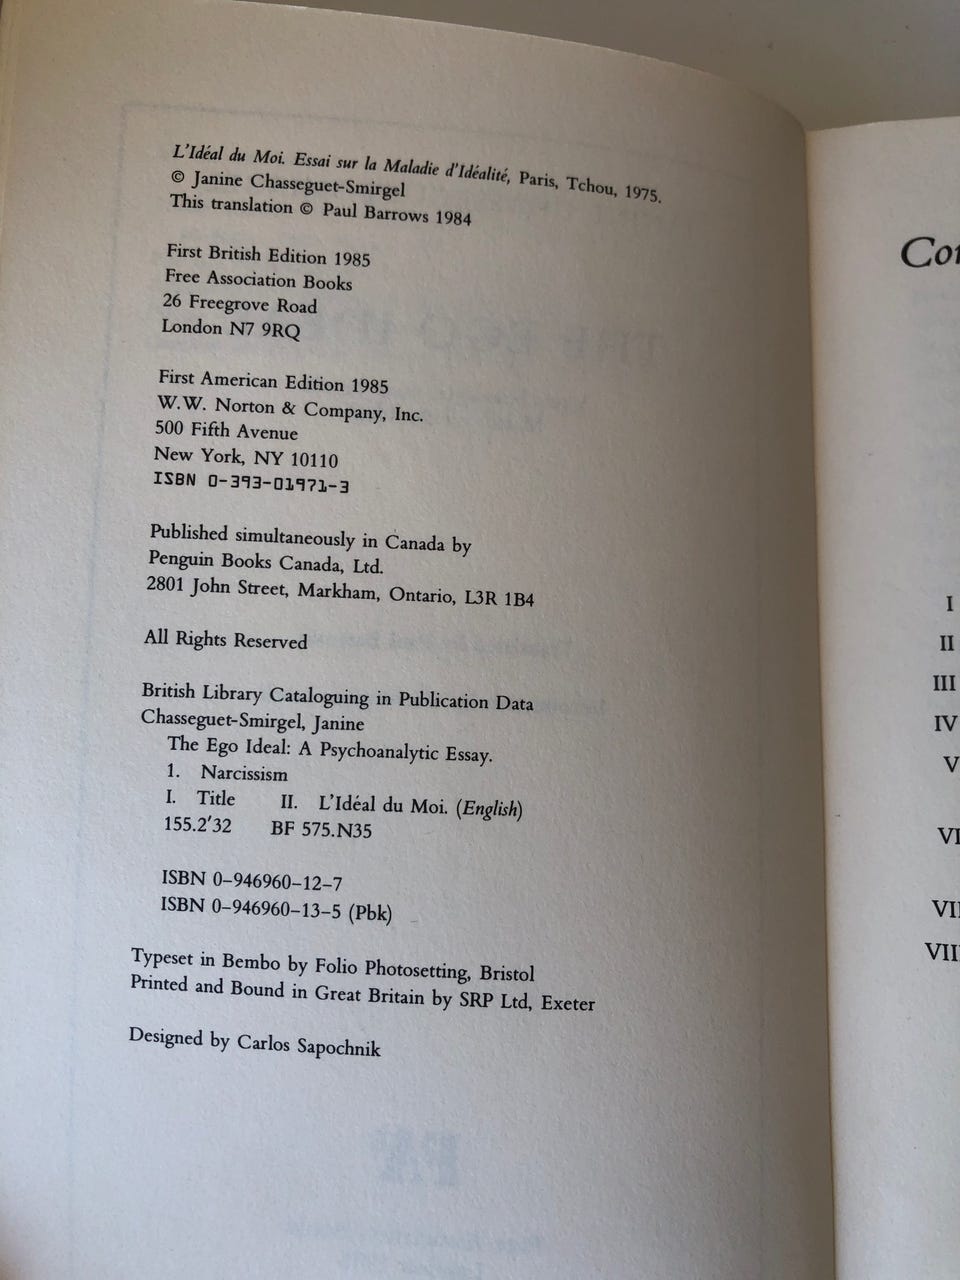 L'Idéal du Moi. Essai sur la Maladie d'Idéalité, Paris, Tchou, 1975.
© Janine Chasseguet-Smirgel
This translation © Paul Barrows 1984
First British Edition 1985
Free Association Books
26 Freegrove Road
London N7 9RQ
First American Edition 1985
W.W. Norton & Company, Inc.
500 Fifth Avenue
New York, NY 10110
ISBN 0-393-01971-3
Published simultaneously in Canada by
Penguin Books Canada, Ltd.
2801 John Street, Markham, Ontario, L3R 1B4
All Rights Reserved
British Library Cataloguing in Publication Data
Chasseguet-Smirgel, Janine
The Ego Ideal: A Psychoanalytic Essay.
1. Narcissism
I. Title II. L'Idéal du Moi. (English)
155.2'32 BF 575.N35
ISBN 0-946960-12-7
ISBN 0-946960-13-5 (Pbk)
Typeset in Bembo by Folio Photosetting, Bristol
Printed and Bound in Great Britain by SRP Ltd, Exeter
Designed by Carlos Sapochnik
I
II
III
IV
V